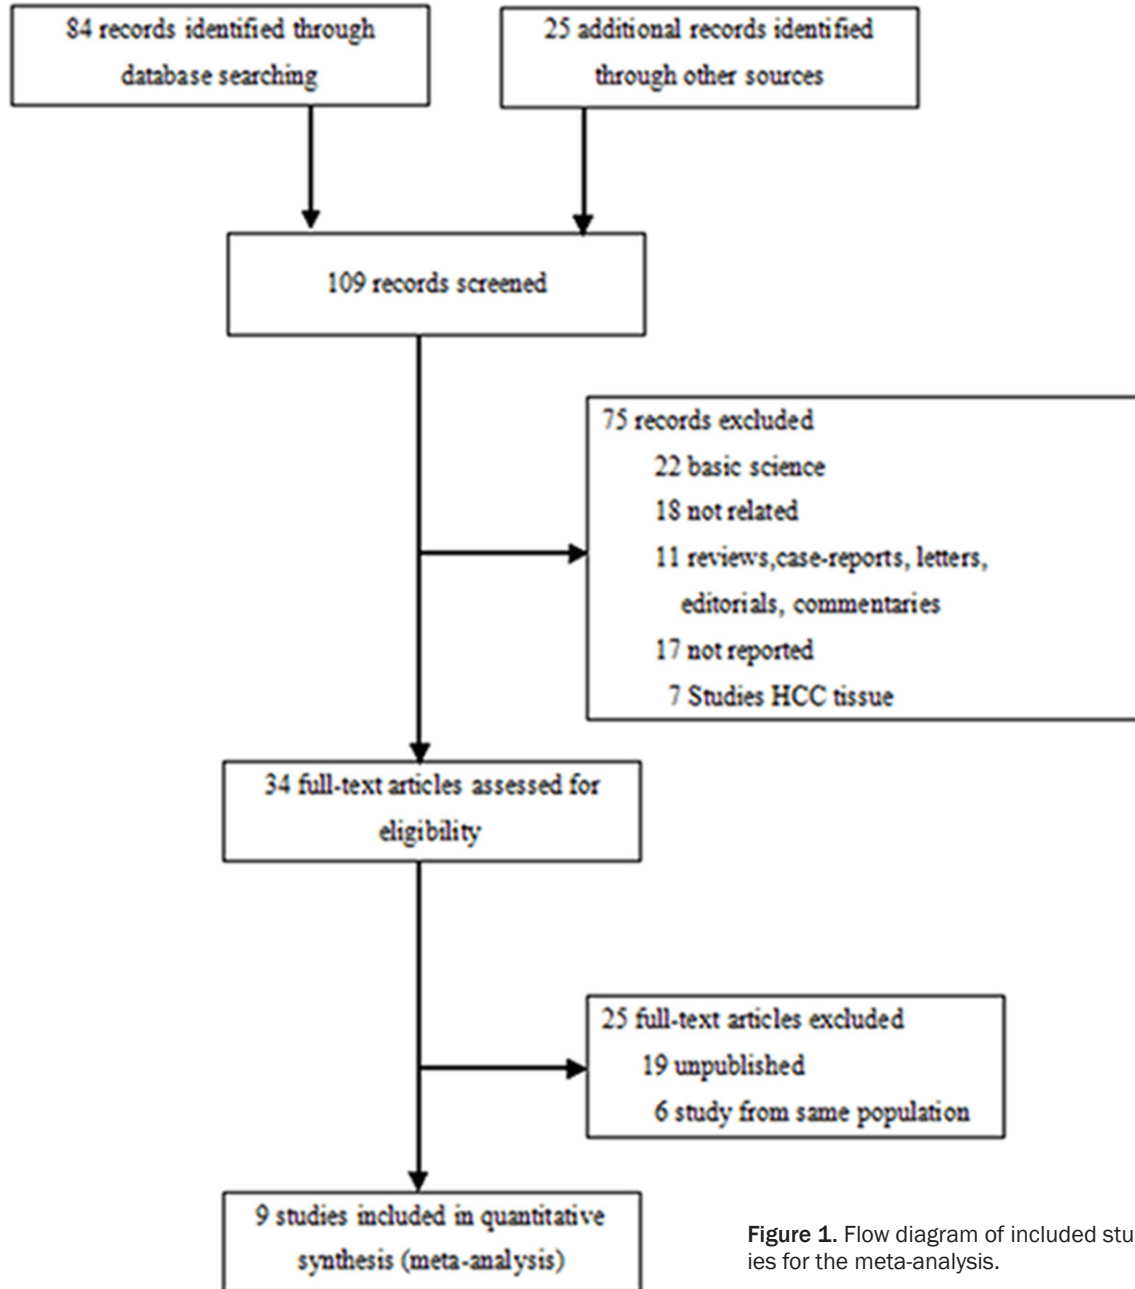 84 records identified through
database searching
25 additional records identified
through other sources
109 records screened
75 records excluded
22 basic science
18 not related
11 reviews,case-reports, letters,
editorials, commentaries
17 not reported
7 Studies HCC tissue
34 full-text articles assessed for
eligibility
25 full-text articles excluded
19 unpublished
6 study from same population
9 studies included in quantitative
synthesis (meta-analysis)
Figure 1. Flow diagram of included stu
ies for the meta-analysis.